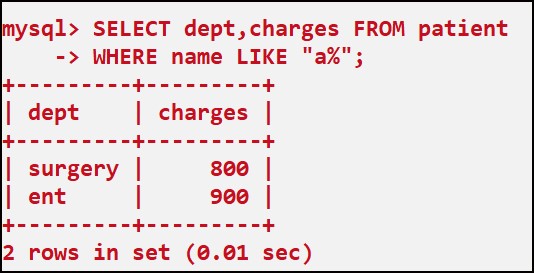 mysql> SELECT dept,charges FROM patient
    -> WHERE name LIKE "a%";
+---------+---------+
| dept    | charges |
+---------+---------+
| surgery |     800 |
| ent     |     900 |
+---------+---------+
2 rows in set (0.01 sec)